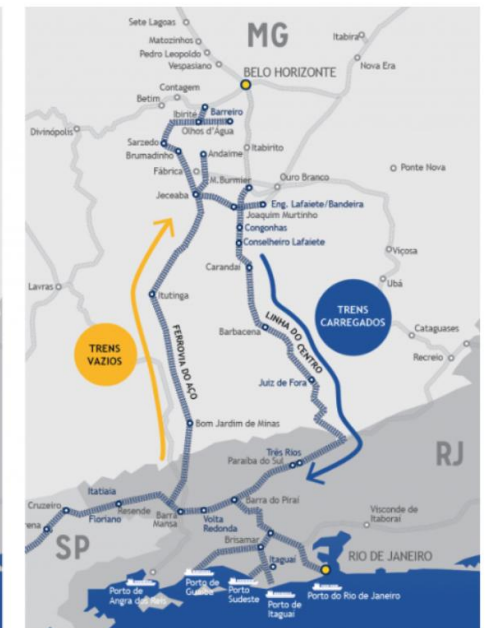 Sete Lagoas
MG
Matozinhos
Itabira
Pedro Leopoldo
Vespasiano
Nova Era
BELO HORIZONTE
Contagem
Betim
Ibirité
Barreiro
Olhos d'Água
Divinópolis
Sarzedo
Itabirito
Brumadinho
Andaime
Fábrica
M.Burnier
Ouro Branco
Ponte Nova
Jeceaba
Eng. Lafaiete/Bandeira
Joaquim Murtinho
Congonhas
Conselheiro Lafaiete
Viçosa
Carandaí
Ubá
Lavras
Itutinga
TRENS
CARREGADOS
LINHA DO CENTRO
Barbacena
Cataguases
TRENS
VAZIOS
FERROVIA DO AÇO
Recreio
Juiz de Fora
Bom Jardim de Minas
RJ
Três Rios
Paraíba do Sul
Itatiaia
Cruzeiro
Resende
Barra do Piraí
Floriano
Barra
Mansa
Volta
Redonda
Visconde de
Itaboraí
rena
SP
Brisamar
Itaguaí
RIO DE JANEIRO
Porto de
Angra dos Reis
Porto de
Guaíba
Porto
Sudeste
Porto de
Itaguaí
Porto do Rio de Janeiro